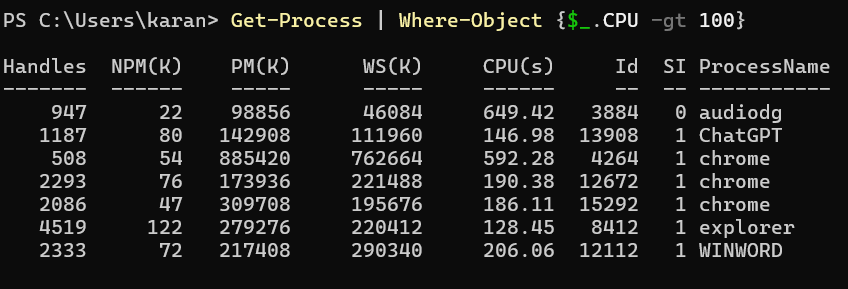 PS C:\Users\karan> Get-Process | Where-Object {$_.CPU -gt 100}
Handles NPM(K) PM(K) WS(K) CPU(s) Id SI ProcessName
------- ------ ----- ----- ------ -- -- -----------
947 22 98856 46084 649.42 3884 0 audiodg
1187 80 142908 111960 146.98 13908 1 ChatGPT
508 54 885420 762664 592.28 4264 1 chrome
2293 76 173936 221488 190.38 12672 1 chrome
2086 47 309708 195676 186.11 15292 1 chrome
4519 122 279276 220412 128.45 8412 1 explorer
2333 72 217408 290340 206.06 12112 1 WINWORD